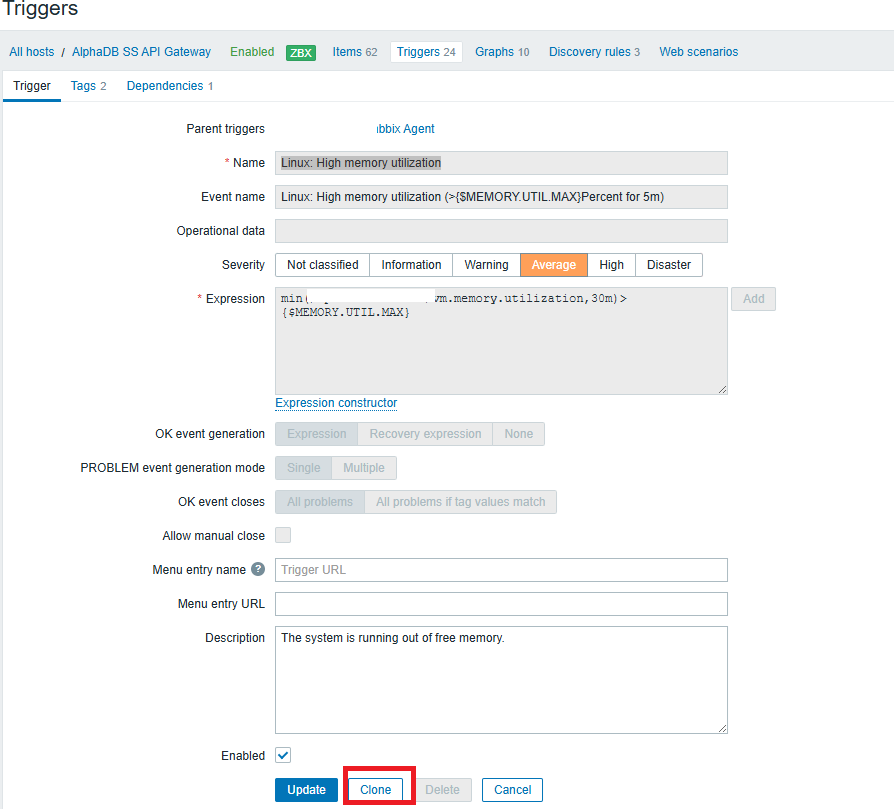 Triggers
All hosts / AlphaDB SS API Gateway Enabled ZBX Items 62 Triggers 24 Graphs 10 Discovery rules 3 Web scenarios
Trigger Tags 2 Dependencies 1
Parent triggers Agent
* Name Linux: High memory utilization
Event name Linux: High memory utilization (>{$MEMORY.UTIL.MAX}Percent for 5m)
Operational data
Severity Not classified Information Warning Average High Disaster
* Expression min( vm.memory.utilization,30m)> Add
{$MEMORY.UTIL.MAX}
Expression constructor
OK event generation Expression Recovery expression None
PROBLEM event generation mode Single Multiple
OK event closes All problems All problems if tag values match
Allow manual close
Menu entry name ? Trigger URL
Menu entry URL
Description The system is running out of free memory.
Enabled
Update Clone Delete Cancel